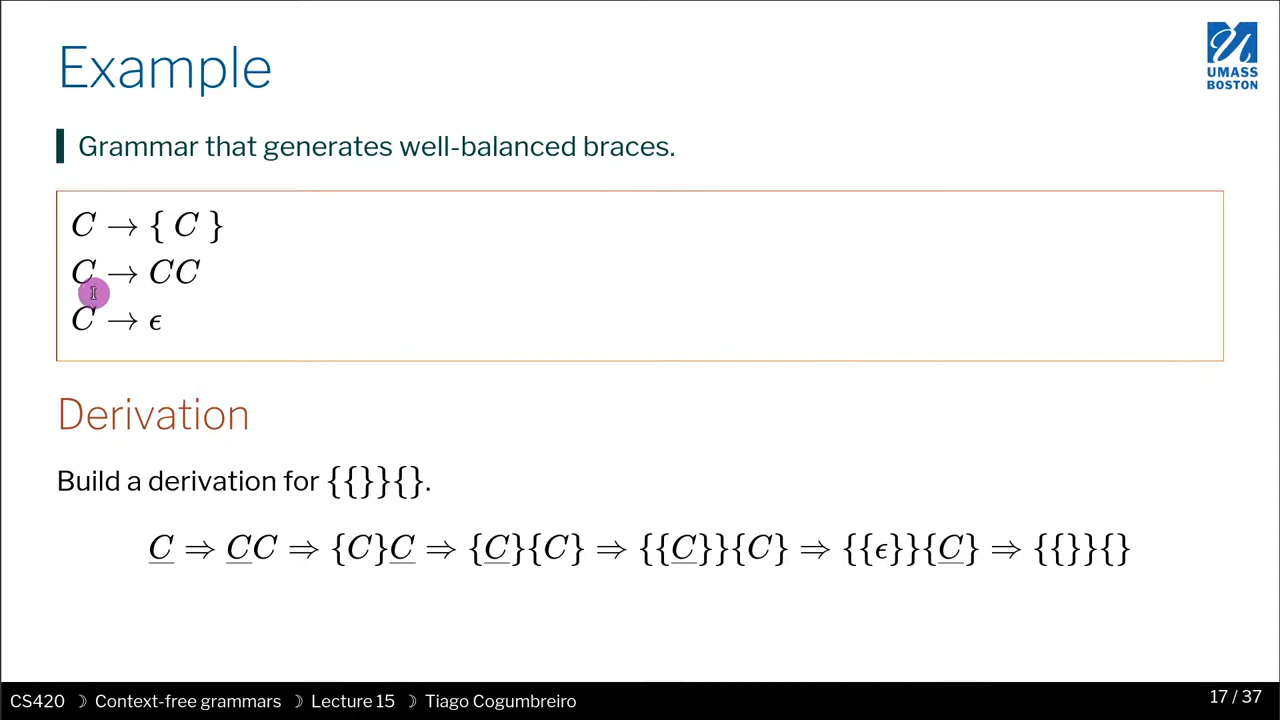 Example
UMASS
BOSTON
Grammar that generates well-balanced braces.
C → { C }
C → CC
C → ϵ
Derivation
Build a derivation for {{}}{}.
C ⇒ CC ⇒ {C}C ⇒ {C}{C} ⇒ {{C}}{C} ⇒ {{ϵ}}{C} ⇒ {{}}{}
CS420 ☽ Context-free grammars ☽ Lecture 15 ☽ Tiago Cogumbreiro
17 / 37